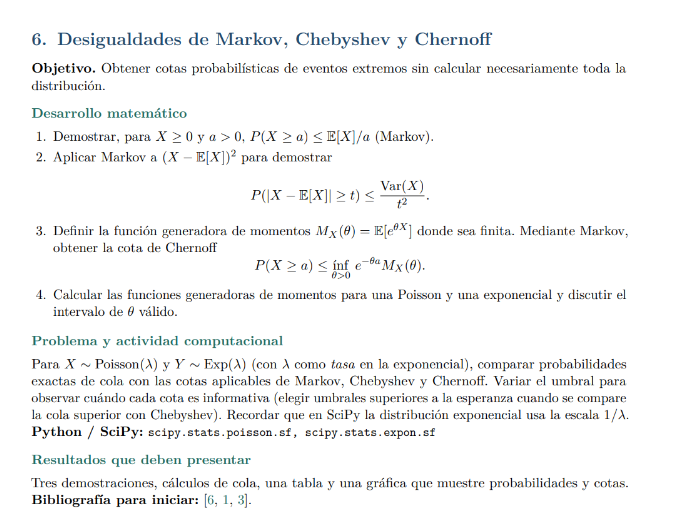 6. Desigualdades de Markov, Chebyshev y Chernoff
Objetivo. Obtener cotas probabilísticas de eventos extremos sin calcular necesariamente toda la
distribución.
Desarrollo matemático
1. Demostrar, para X ≥ 0 y a > 0, P(X ≥ a) ≤ 𝔼[X]/a (Markov).
2. Aplicar Markov a (X − 𝔼[X])² para demostrar
P(|X − 𝔼[X]| ≥ t) ≤ Var(X)/t².
3. Definir la función generadora de momentos M_X(θ) = 𝔼[e^{θX}] donde sea finita. Mediante Markov,
obtener la cota de Chernoff
P(X ≥ a) ≤ ínf_{θ>0} e^{−θa} M_X(θ).
4. Calcular las funciones generadoras de momentos para una Poisson y una exponencial y discutir el
intervalo de θ válido.
Problema y actividad computacional
Para X ∼ Poisson(λ) y Y ∼ Exp(λ) (con λ como tasa en la exponencial), comparar probabilidades
exactas de cola con las cotas aplicables de Markov, Chebyshev y Chernoff. Variar el umbral para
observar cuándo cada cota es informativa (elegir umbrales superiores a la esperanza cuando se compare
la cola superior con Chebyshev). Recordar que en SciPy la distribución exponencial usa la escala 1/λ.
Python / SciPy: scipy.stats.poisson.sf, scipy.stats.expon.sf
Resultados que deben presentar
Tres demostraciones, cálculos de cola, una tabla y una gráfica que muestre probabilidades y cotas.
Bibliografía para iniciar: [6, 1, 3].